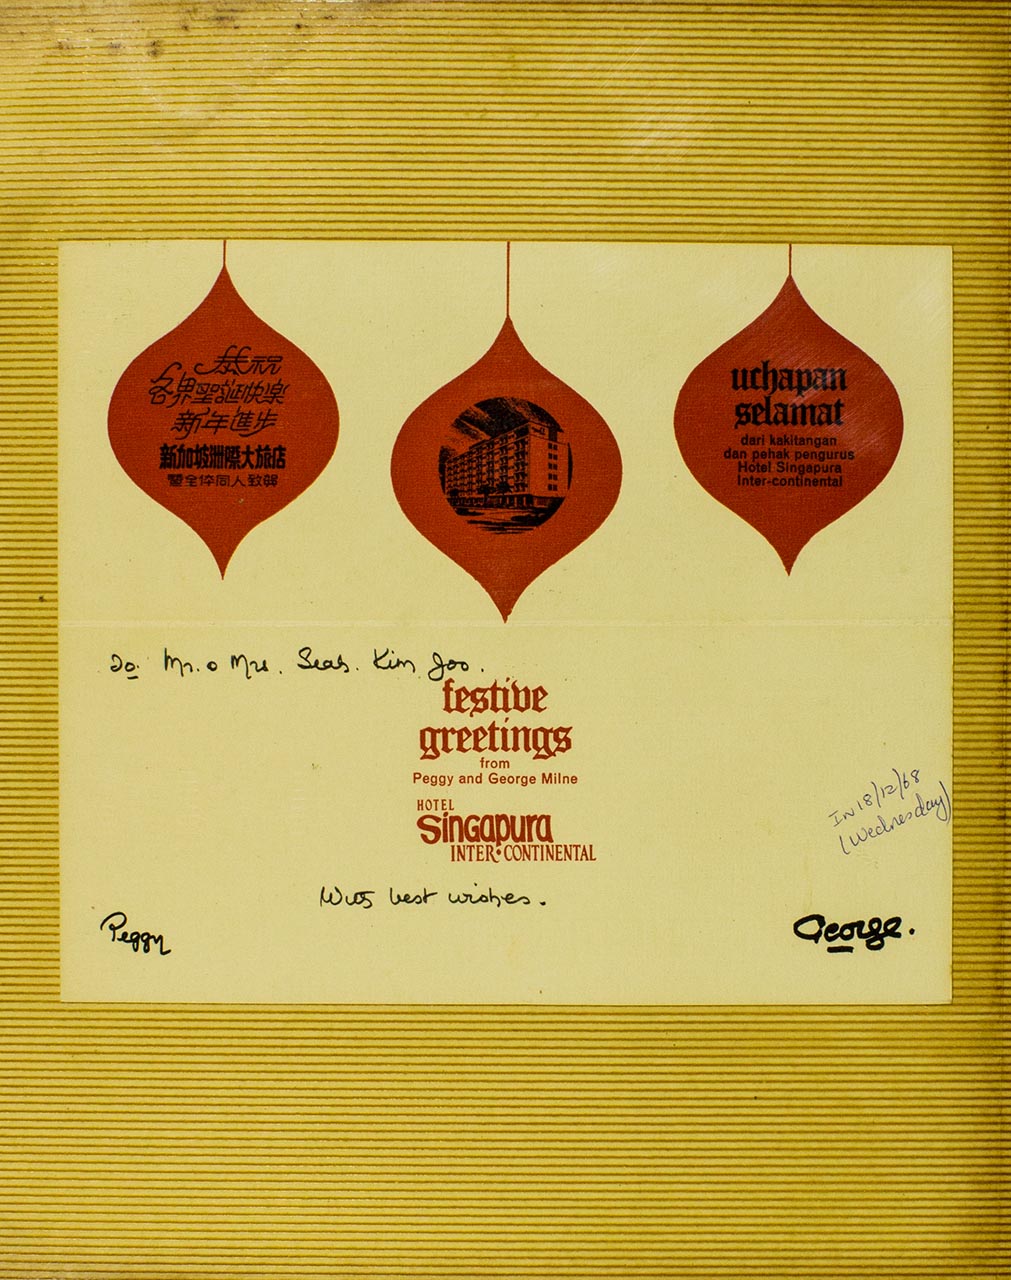 恭祝
各界聖誕快樂
新年進步
新加坡洲際大旅店
暨全体同人致弼
uchapan
selamat
dari kakitangan
dan pehak pengurus
Hotel Singapura
Inter-continental
To Mr. & Mrs. Seah. Kim Joo.
festive
greetings
from
Peggy and George Milne
HOTEL
Singapura
INTER·CONTINENTAL
IN 18/12/68
(Wednesday)
With best wishes.
Peggy
George.